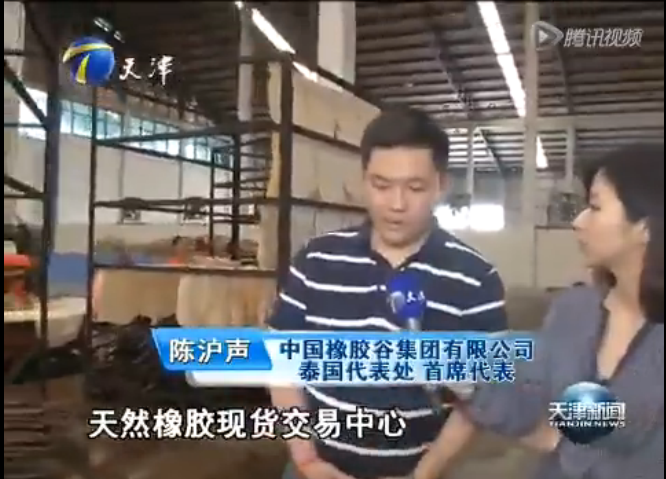 天津
腾讯视频
天津
陈沪声
中国橡胶谷集团有限公司
泰国代表处 首席代表
天然橡胶现货交易中心
天津新闻
TIANJIN NEWS